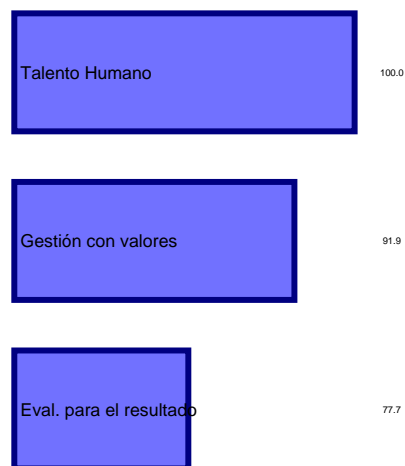 Talento Humano 100.0
Gestión con valores 91.9
Eval. para el resultado 77.7